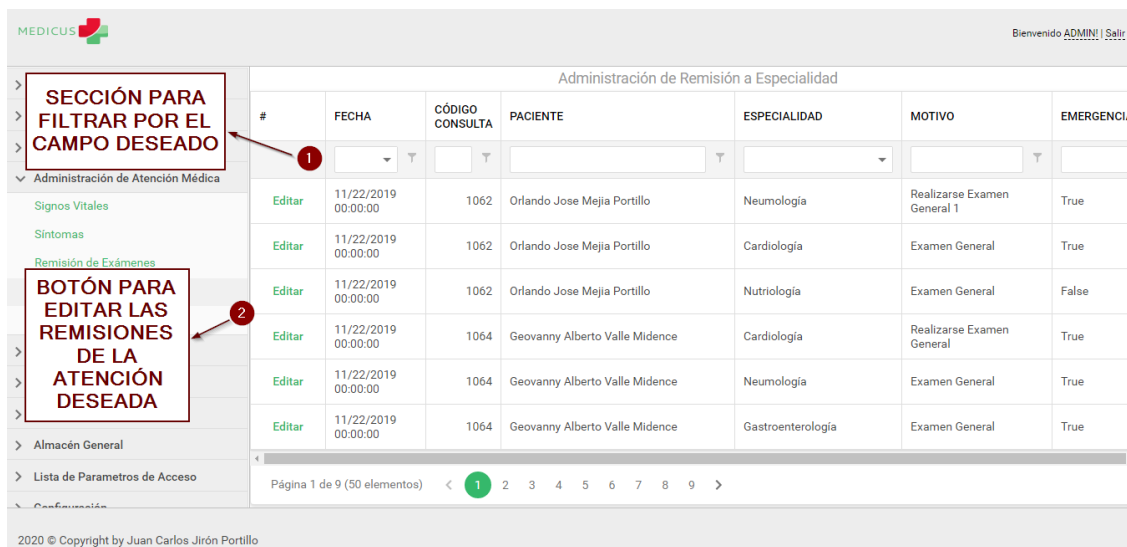 MEDICUS
Bienvenido ADMIN! | Salir
SECCIÓN PARA
FILTRAR POR EL
CAMPO DESEADO
1
Administración de Atención Médica
Signos Vitales
Síntomas
Remisión de Exámenes
BOTÓN PARA
EDITAR LAS
REMISIONES
DE LA
ATENCIÓN
DESEADA
2
Almacén General
Lista de Parametros de Acceso
Configuración
Administración de Remisión a Especialidad
# FECHA CÓDIGO CONSULTA PACIENTE ESPECIALIDAD MOTIVO EMERGENCIA
Editar 11/22/2019 00:00:00 1062 Orlando Jose Mejia Portillo Neumología Realizarse Examen General 1 True
Editar 11/22/2019 00:00:00 1062 Orlando Jose Mejia Portillo Cardiología Examen General True
Editar 11/22/2019 00:00:00 1062 Orlando Jose Mejia Portillo Nutriología Examen General False
Editar 11/22/2019 00:00:00 1064 Geovanny Alberto Valle Midence Cardiología Realizarse Examen General True
Editar 11/22/2019 00:00:00 1064 Geovanny Alberto Valle Midence Neumología Examen General True
Editar 11/22/2019 00:00:00 1064 Geovanny Alberto Valle Midence Gastroenterología Examen General True
Página 1 de 9 (50 elementos) < 1 2 3 4 5 6 7 8 9 >
2020 © Copyright by Juan Carlos Jirón Portillo